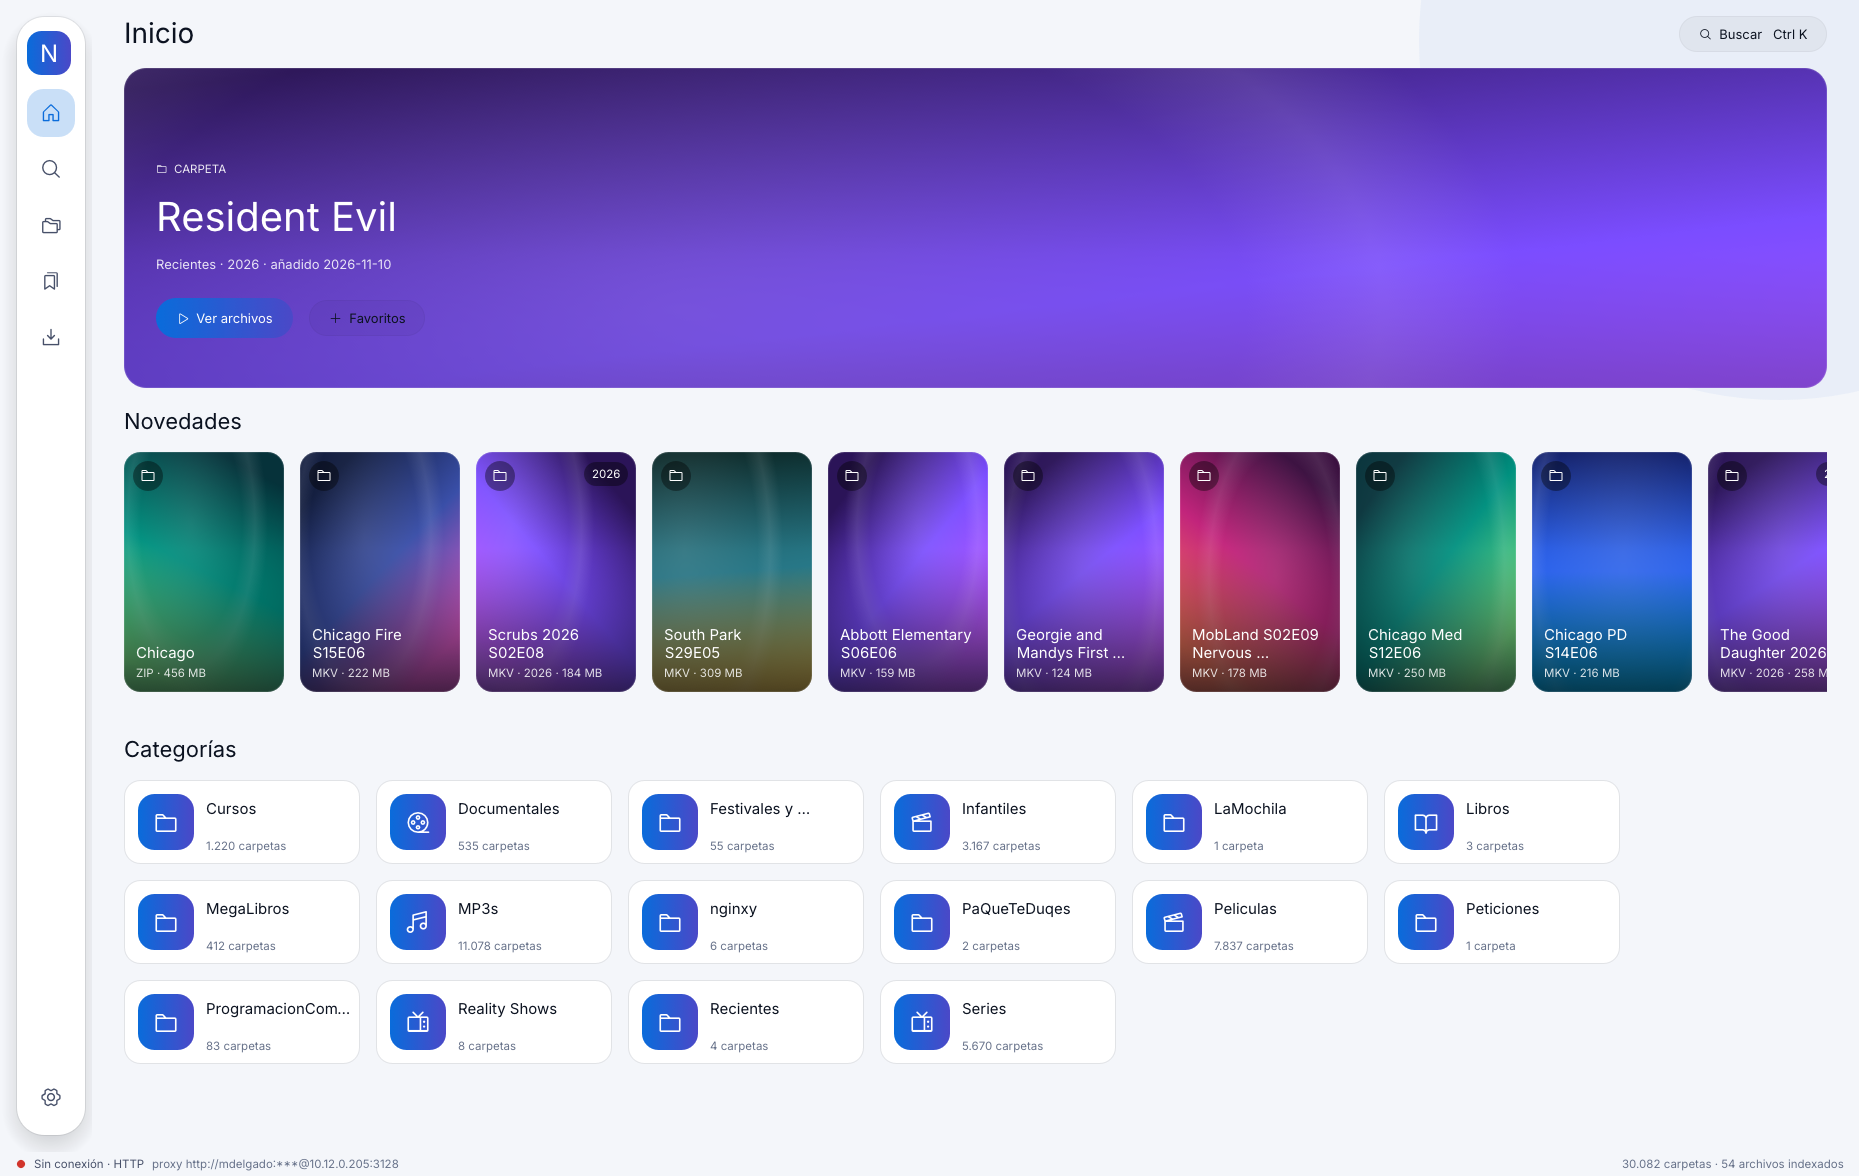 N
Inicio
Buscar Ctrl K
CARPETA
Resident Evil
Recientes · 2026 · añadido 2026-11-10
Ver archivos
Favoritos
Novedades
Chicago
ZIP · 456 MB
Chicago Fire
S15E06
MKV · 222 MB
2026
Scrubs 2026
S02E08
MKV · 2026 · 184 MB
South Park
S29E05
MKV · 309 MB
Abbott Elementary
S06E06
MKV · 159 MB
Georgie and
Mandys First ...
MKV · 124 MB
MobLand S02E09
Nervous ...
MKV · 178 MB
Chicago Med
S12E06
MKV · 250 MB
Chicago PD
S14E06
MKV · 216 MB
The Good
Daughter 2026
MKV · 2026 · 258 M
Categorías
Cursos
1.220 carpetas
Documentales
535 carpetas
Festivales y ...
55 carpetas
Infantiles
3.167 carpetas
LaMochila
1 carpeta
Libros
3 carpetas
MegaLibros
412 carpetas
MP3s
11.078 carpetas
nginxy
6 carpetas
PaQueTeDuqes
2 carpetas
Peliculas
7.837 carpetas
Peticiones
1 carpeta
ProgramacionCom...
83 carpetas
Reality Shows
8 carpetas
Recientes
4 carpetas
Series
5.670 carpetas
Sin conexión · HTTP proxy http://mdelgado:***@10.12.0.205:3128
30.082 carpetas · 54 archivos indexados